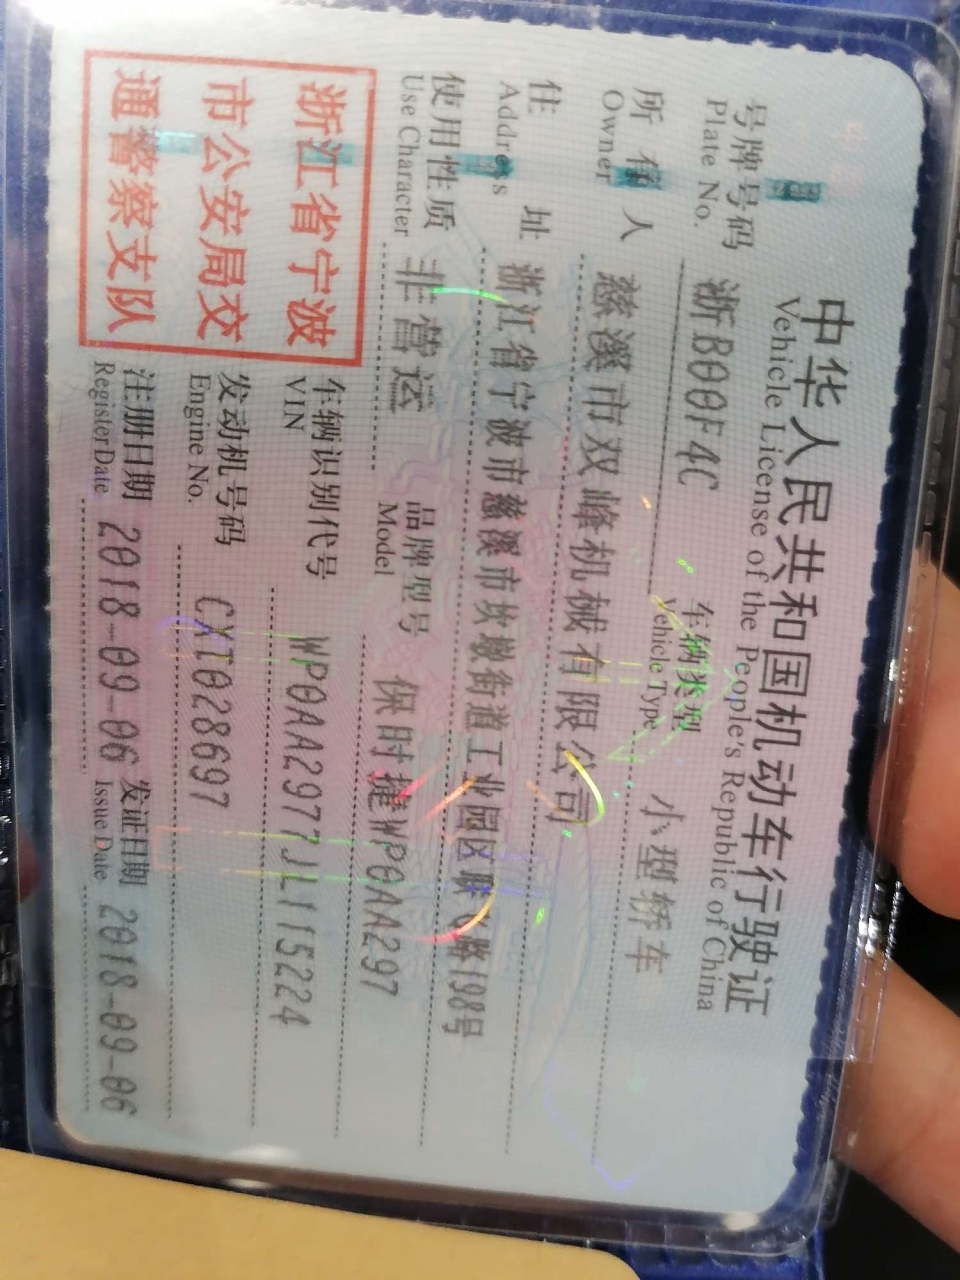 中华人民共和国机动车行驶证
Vehicle License of the People's Republic of China
号牌号码 浙B00F4C 车辆类型 小型轿车
Plate No. Vehicle Type
所有人 慈溪市双峰机械有限公司
Owner
住址 浙江省宁波市慈溪市坎墩街道工业园区联飞路198号
Address
使用性质 非营运 品牌型号 保时捷WP0AA297
Use Character Model
浙江省宁波
市公安局交
通警察支队
车辆识别代号 WP0AA2977JL115224
VIN
发动机号码 CXT028697
Engine No.
注册日期 2018-09-06 发证日期 2018-09-06
Register Date Issue Date